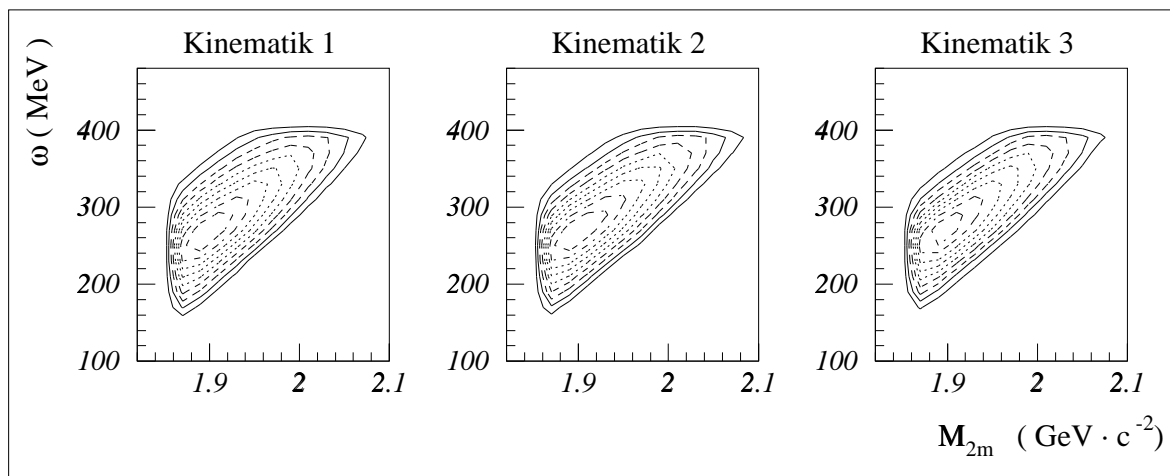 Kinematik 1 Kinematik 2 Kinematik 3
ω ( MeV )
400 400 400
300 300 300
200 200 200
100 100 100
1.9 2 2.1 1.9 2 2.1 1.9 2 2.1
M2m ( GeV · c -2 )